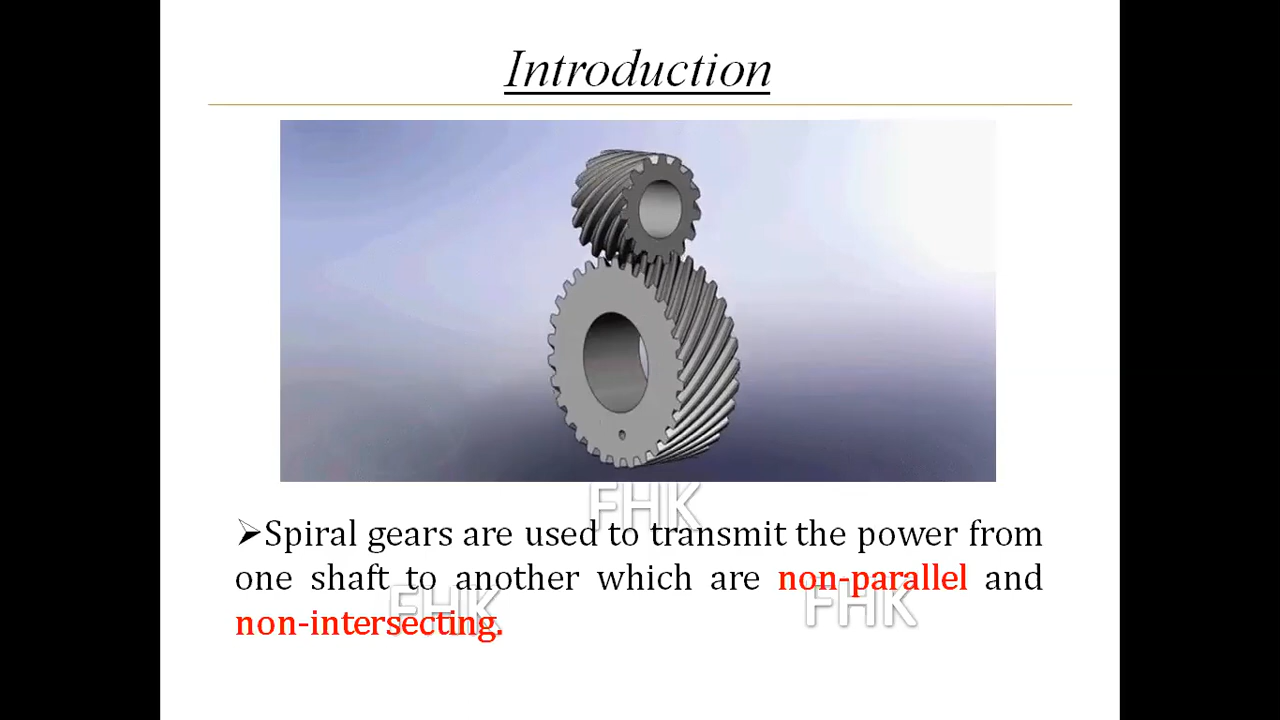 Introduction
FHK
➢Spiral gears are used to transmit the power from
one shaft to another which are non-parallel and
FHK FHK
non-intersecting.